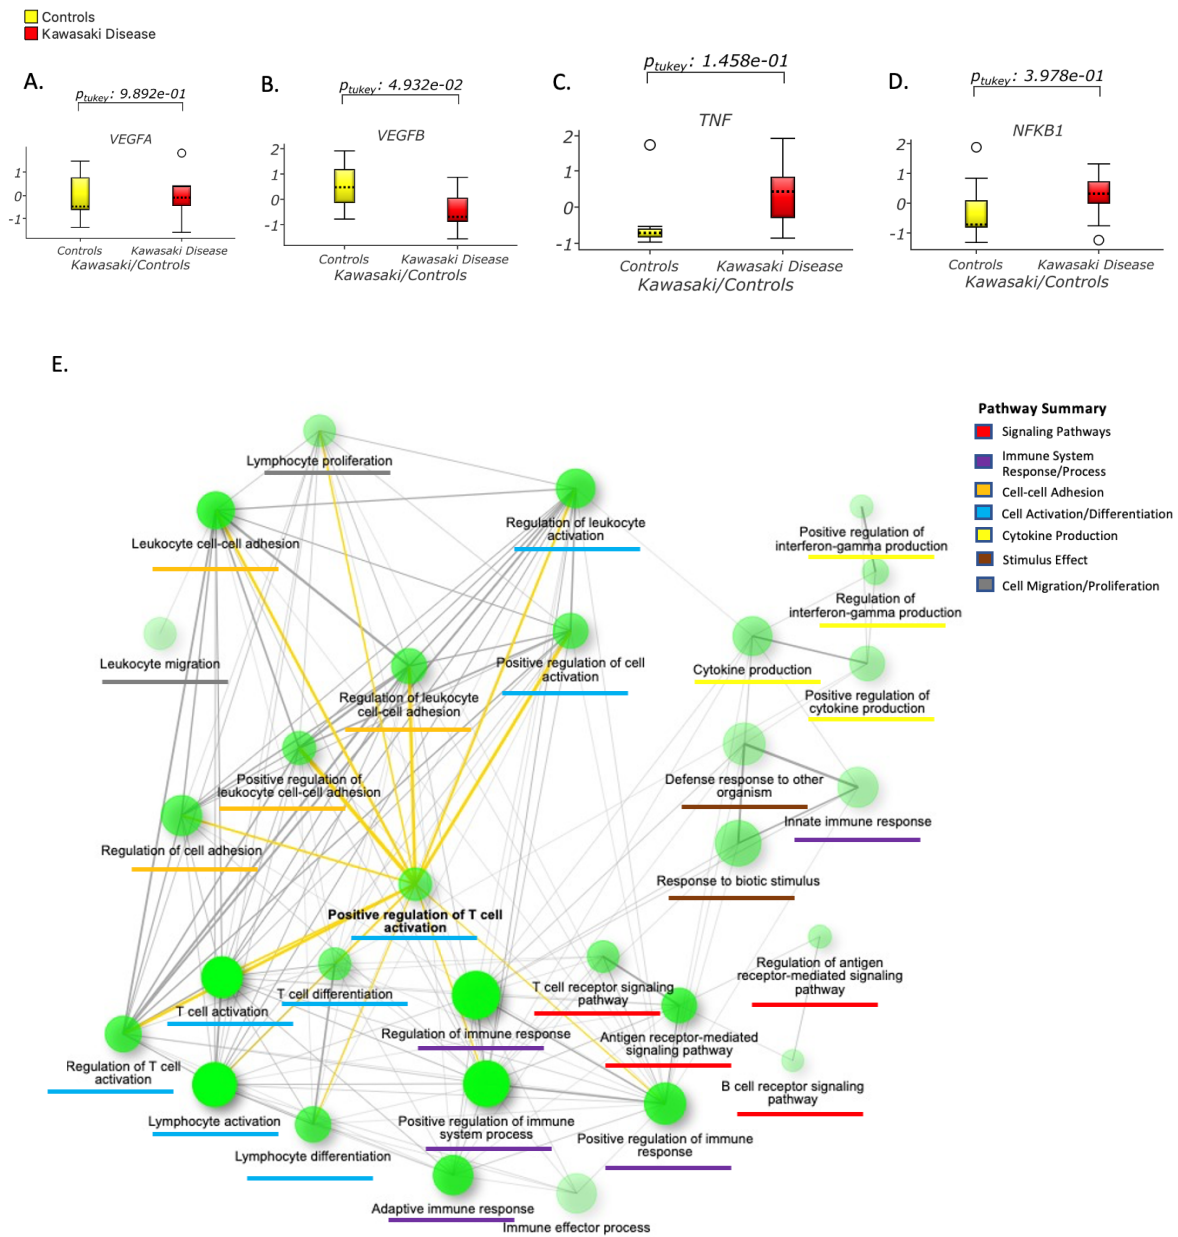 Controls
Kawasaki Disease
A.
ptukey: 9.892e-01
VEGFA
1
0
-1
Controls
Kawasaki Disease
Kawasaki/Controls
B.
ptukey: 4.932e-02
VEGFB
2
1
0
-1
Controls
Kawasaki Disease
Kawasaki/Controls
C.
ptukey: 1.458e-01
TNF
2
1
0
-1
Controls
Kawasaki Disease
Kawasaki/Controls
D.
ptukey: 3.978e-01
NFKB1
2
1
0
-1
Controls
Kawasaki Disease
Kawasaki/Controls
E.
Pathway Summary
Signaling Pathways
Immune System
Response/Process
Cell-cell Adhesion
Cell Activation/Differentiation
Cytokine Production
Stimulus Effect
Cell Migration/Proliferation
Lymphocyte proliferation
Leukocyte cell-cell adhesion
Regulation of leukocyte
activation
Positive regulation of
interferon-gamma production
Regulation of
interferon-gamma production
Leukocyte migration
Regulation of leukocyte
cell-cell adhesion
Positive regulation of cell
activation
Cytokine production
Positive regulation of
cytokine production
Positive regulation of
leukocyte cell-cell adhesion
Defense response to other
organism
Innate immune response
Regulation of cell adhesion
Response to biotic stimulus
Positive regulation of T cell
activation
T cell activation
T cell differentiation
Regulation of immune response
T cell receptor signaling
pathway
Antigen receptor-mediated
signaling pathway
Regulation of antigen
receptor-mediated signaling
pathway
B cell receptor signaling
pathway
Regulation of T cell
activation
Lymphocyte activation
Positive regulation of immune
system process
Positive regulation of immune
response
Lymphocyte differentiation
Adaptive immune response
Immune effector process